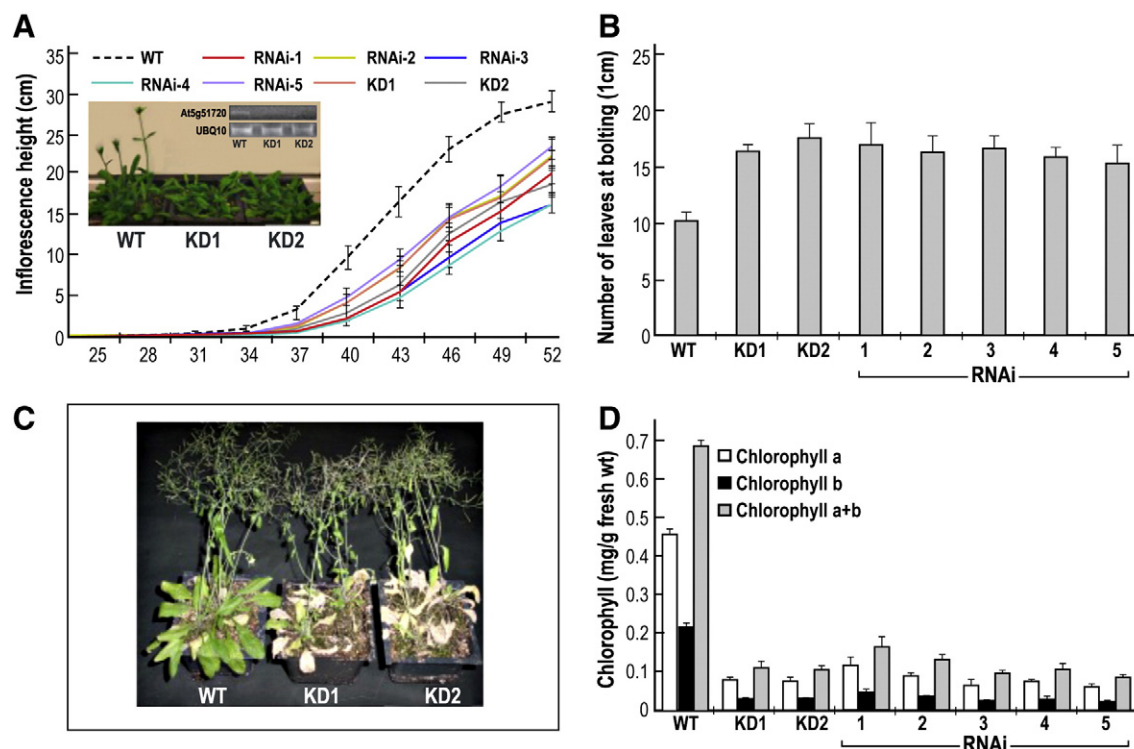 A
Inflorescence height (cm)
35
30
25
20
15
10
5
0
WT RNAi-1 RNAi-2 RNAi-3
RNAi-4 RNAi-5 KD1 KD2
At5g51720
UBQ10
WT KD1 KD2
WT KD1 KD2
25 28 31 34 37 40 43 46 49 52
B
Number of leaves at bolting (1cm)
25
20
15
10
15
0
WT KD1 KD2 1 2 3 4 5
RNAi
C
WT KD1 KD2
D
Chlorophyll (mg/g fresh wt)
0.7
0.6
0.5
0.4
0.3
0.2
0.1
0
Chlorophyll a
Chlorophyll b
Chlorophyll a+b
WT KD1 KD2 1 2 3 4 5
RNAi